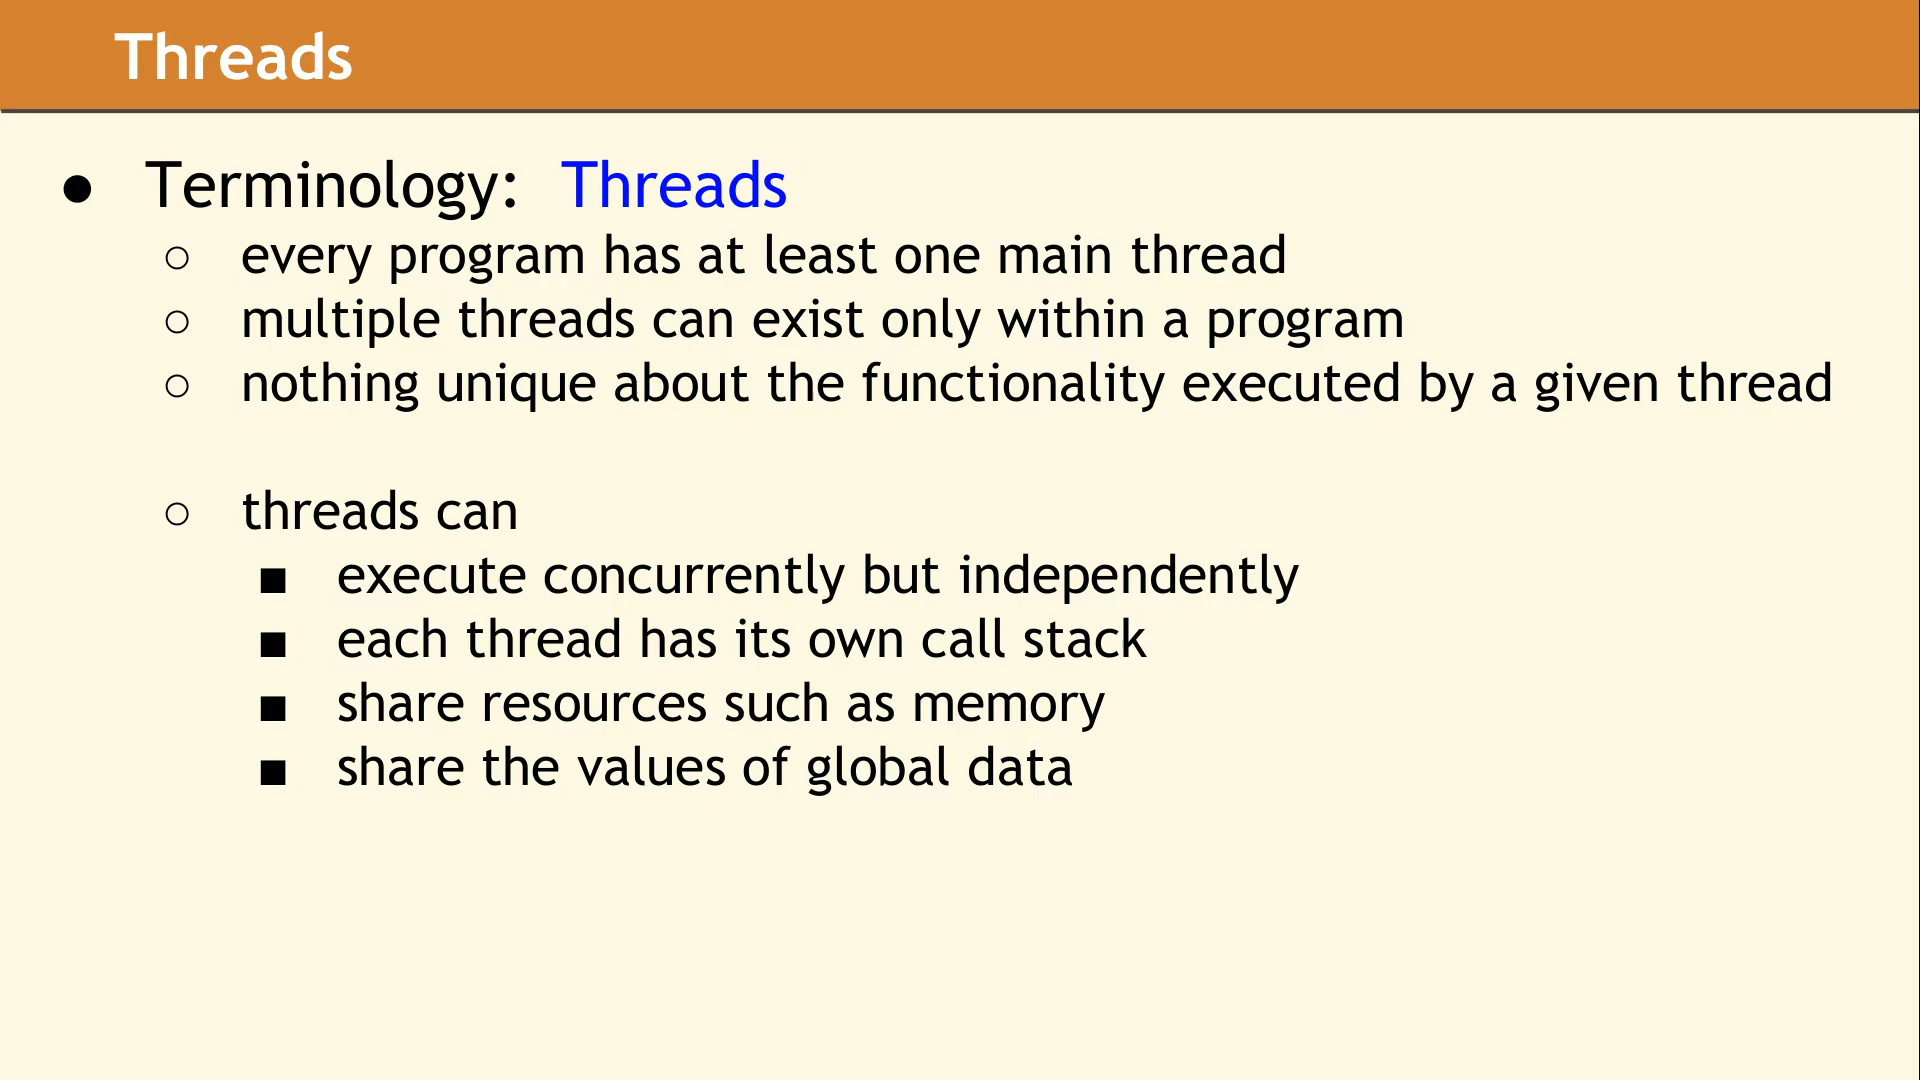 Threads
● Terminology: Threads
○ every program has at least one main thread
○ multiple threads can exist only within a program
○ nothing unique about the functionality executed by a given thread
○ threads can
■ execute concurrently but independently
■ each thread has its own call stack
■ share resources such as memory
■ share the values of global data